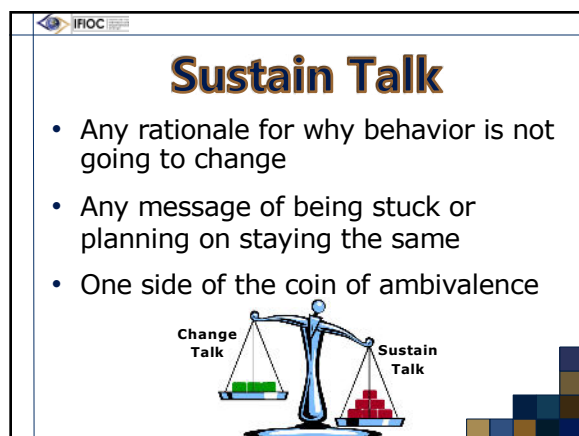 IFIOC
Sustain Talk
• Any rationale for why behavior is not
going to change
• Any message of being stuck or
planning on staying the same
• One side of the coin of ambivalence
Change
Talk
Sustain
Talk